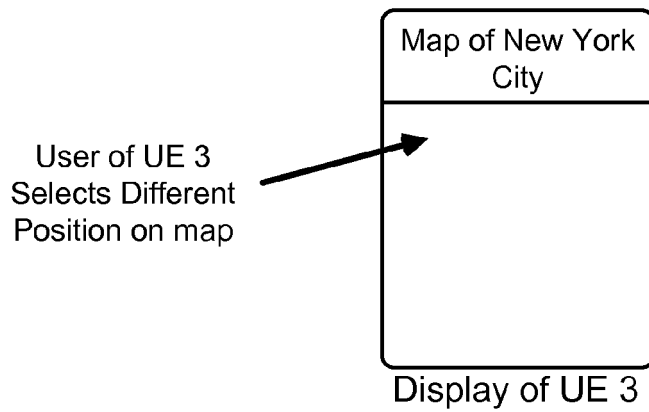 Map of New York
City
User of UE 3
Selects Different
Position on map
Display of UE 3